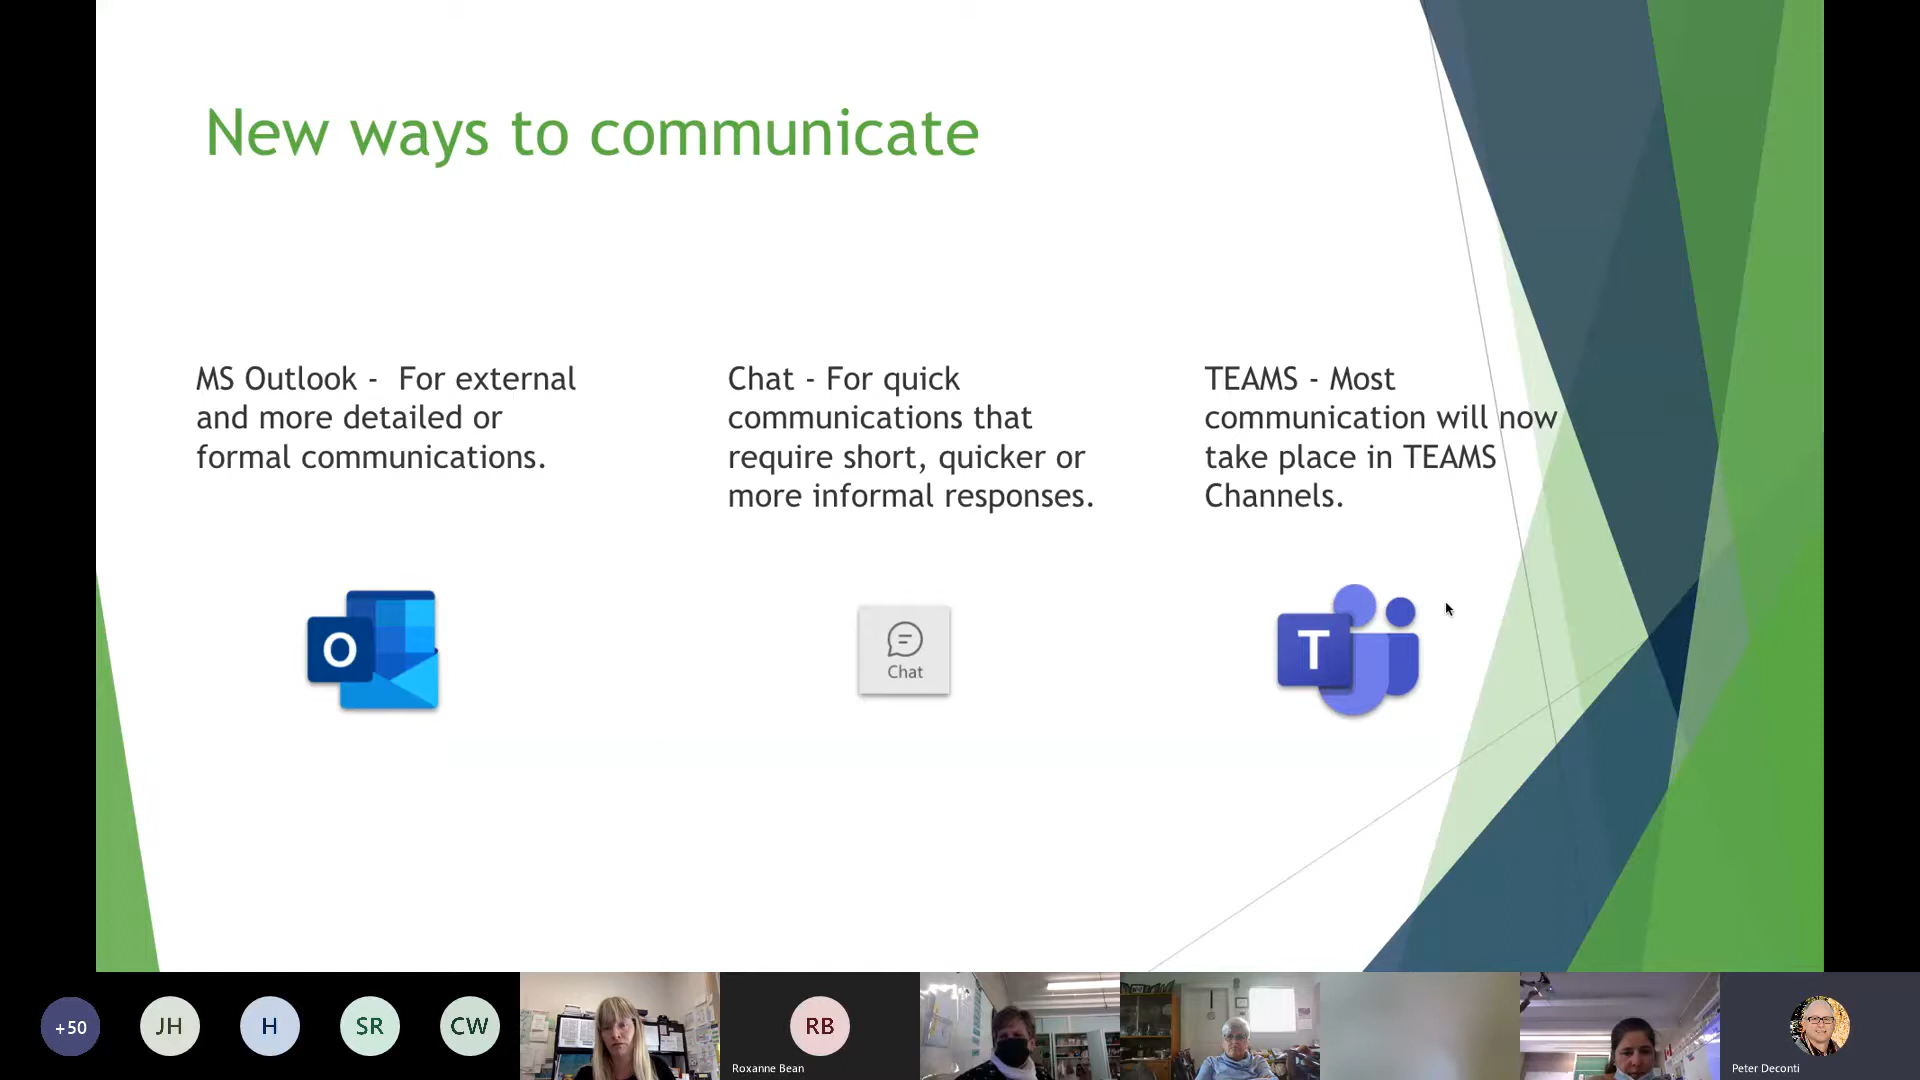 New ways to communicate
MS Outlook -  For external
and more detailed or
formal communications.
Chat - For quick
communications that
require short, quicker or
more informal responses.
TEAMS - Most
communication will now
take place in TEAMS
Channels.
O
Chat
T
+50
JH
H
SR
CW
RB
Roxanne Bean
Peter Deconti